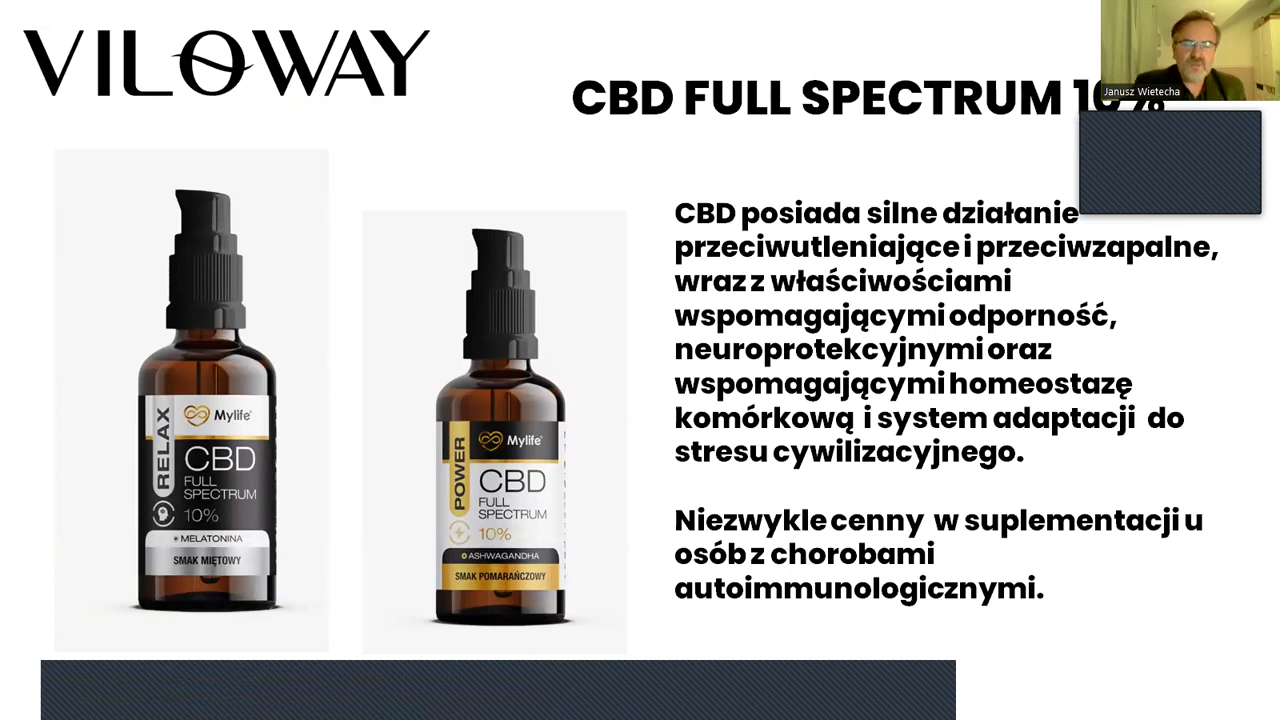 VILOWAY
CBD FULL SPECTRUM 10%
Janusz Wietecha
CBD posiada silne działanie
przeciwutleniające i przeciwzapalne,
wraz z właściwościami
wspomagającymi odporność,
neuroprotekcyjnymi oraz
wspomagającymi homeostazę
komórkową i system adaptacji do
stresu cywilizacyjnego.
Niezwykle cenny w suplementacji u
osób z chorobami
autoimmunologicznymi.
RELAX
Mylife
CBD
FULL
SPECTRUM
10%
+ MELATONINA
SMAK MIĘTOWY
POWER
Mylife
CBD
FULL
SPECTRUM
10%
+ ASHWAGANDHA
SMAK POMARAŃCZOWY